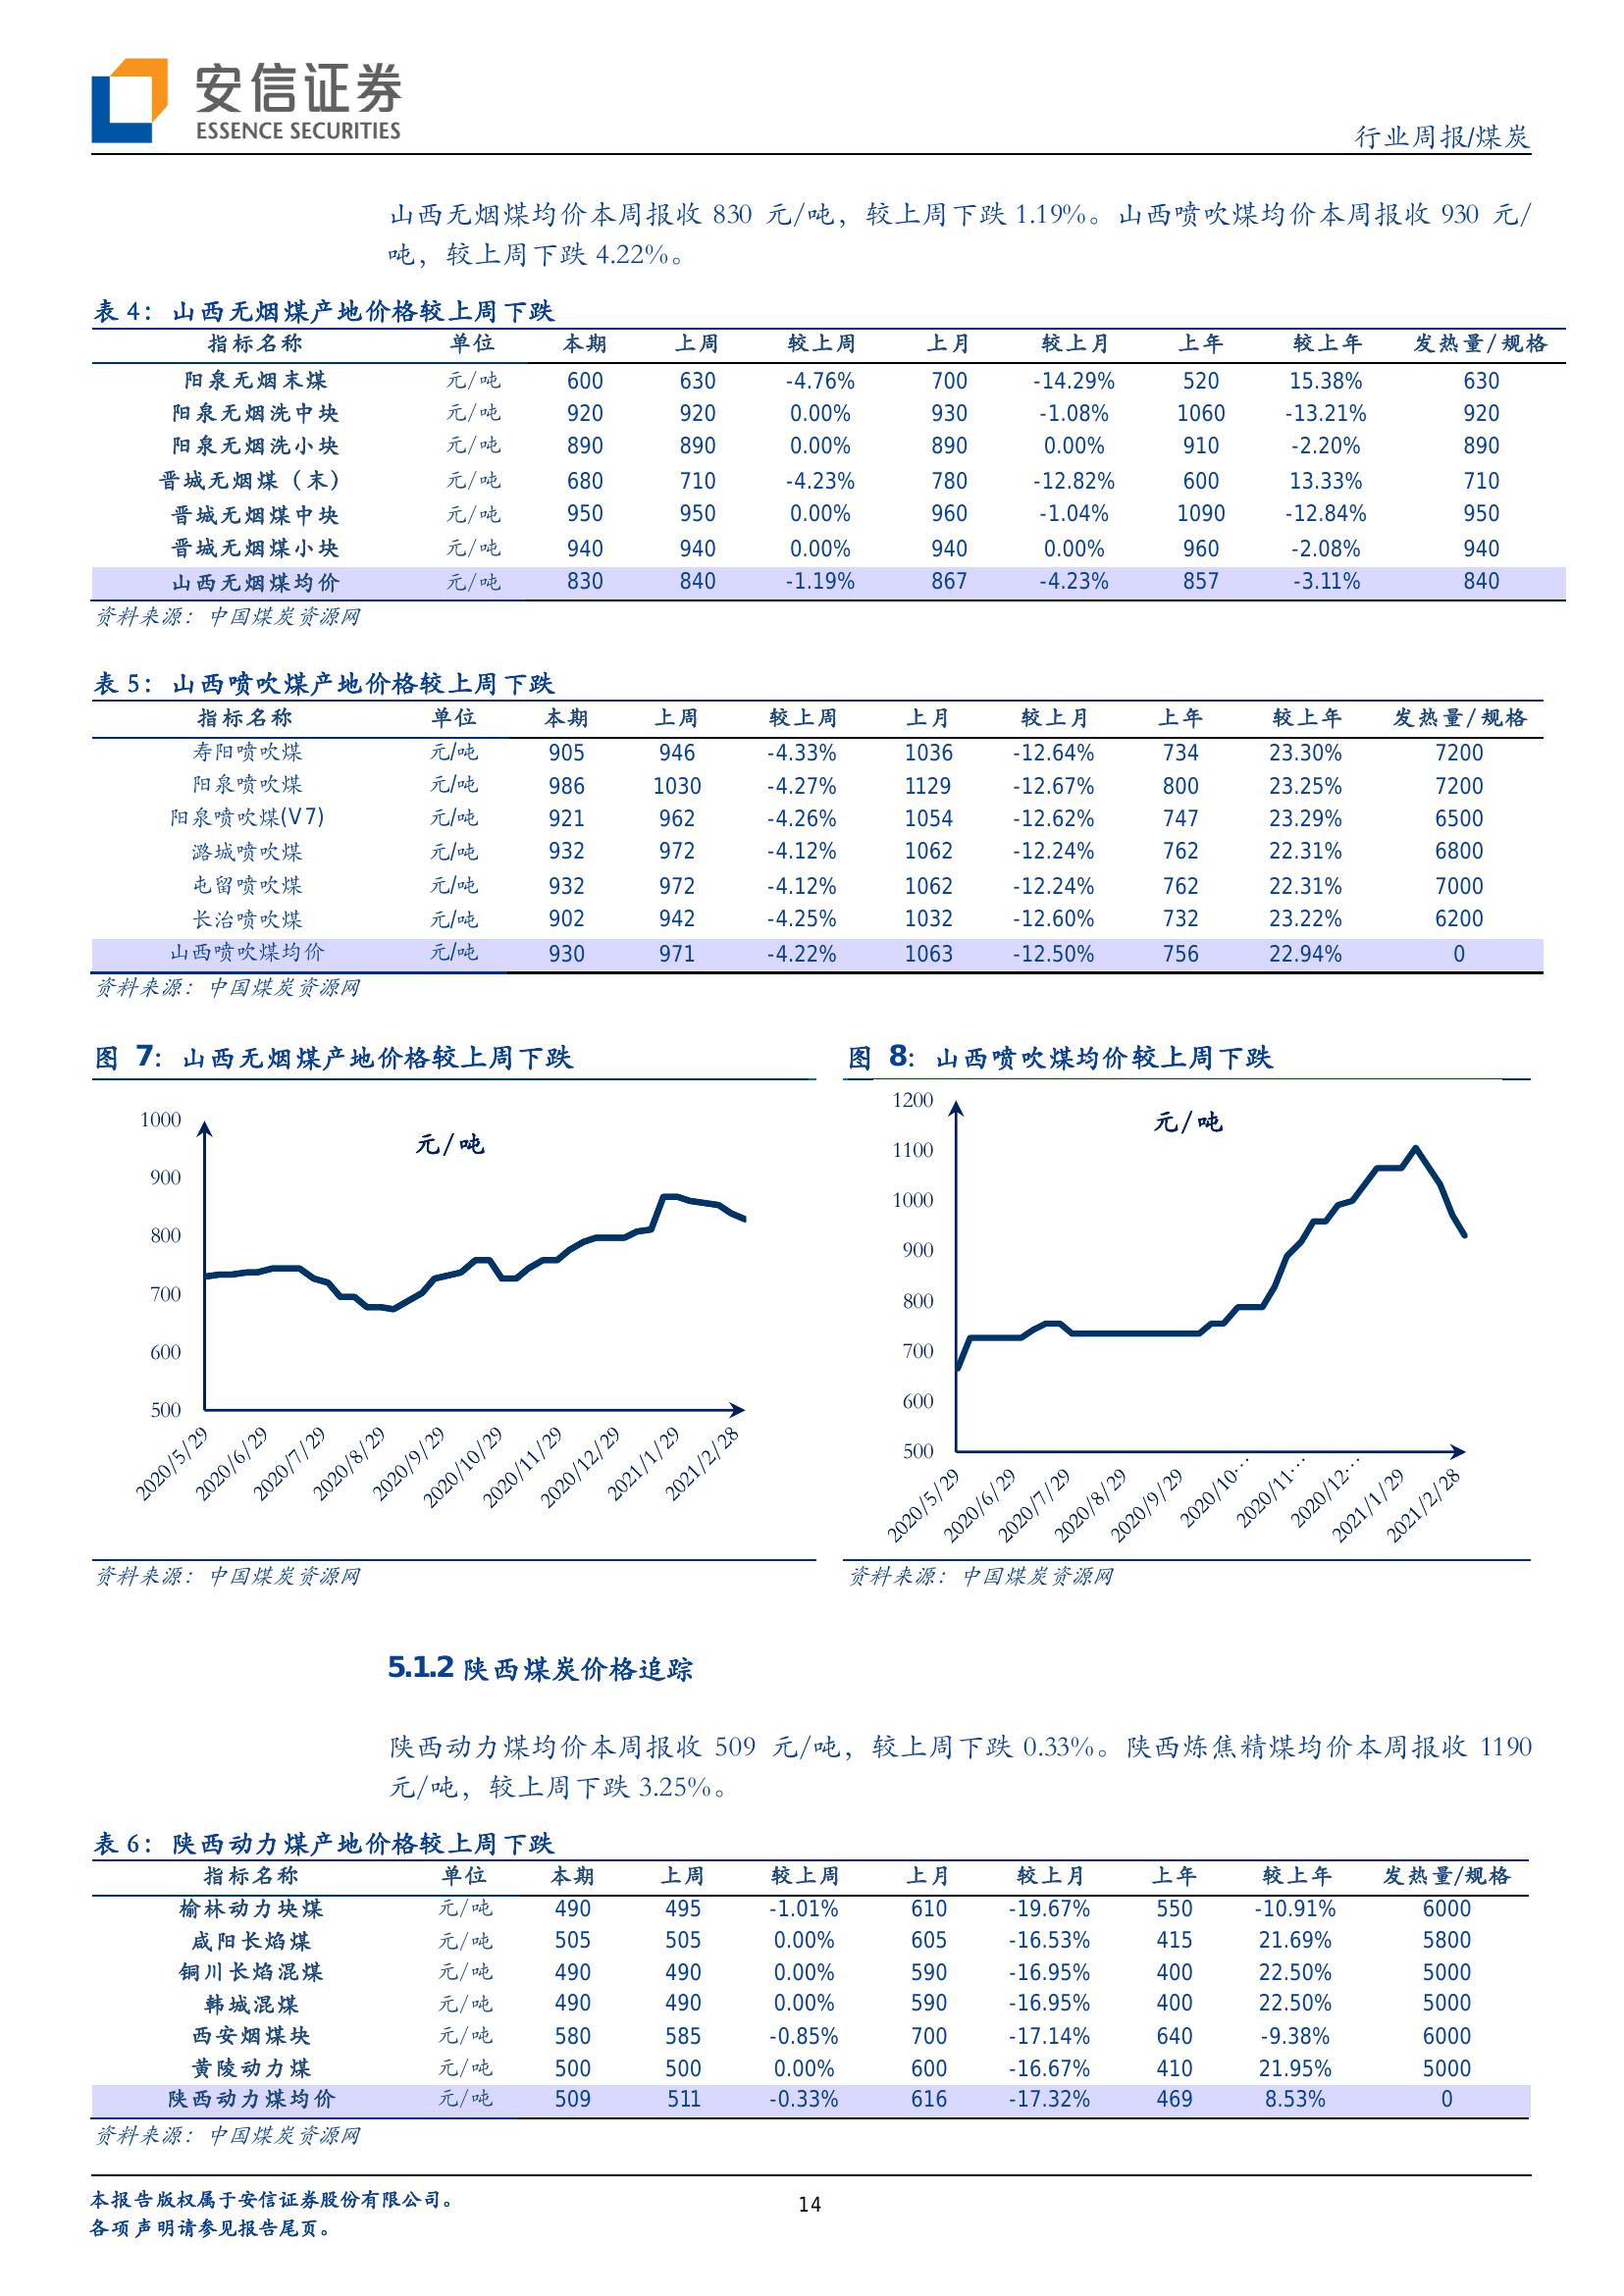 安信证券
ESSENCE SECURITIES
行业周报/煤炭
山西无烟煤均价本周报收 830 元/吨，较上周下跌 1.19%。山西喷吹煤均价本周报收 930 元/
吨，较上周下跌 4.22%。
表 4：山西无烟煤产地价格较上周下跌
指标名称 单位 本期 上周 较上周 上月 较上月 上年 较上年 发热量/规格
阳泉无烟末煤 元/吨 600 630 -4.76% 700 -14.29% 520 15.38% 630
阳泉无烟洗中块 元/吨 920 920 0.00% 930 -1.08% 1060 -13.21% 920
阳泉无烟洗小块 元/吨 890 890 0.00% 890 0.00% 910 -2.20% 890
晋城无烟煤（末） 元/吨 680 710 -4.23% 780 -12.82% 600 13.33% 710
晋城无烟煤中块 元/吨 950 950 0.00% 960 -1.04% 1090 -12.84% 950
晋城无烟煤小块 元/吨 940 940 0.00% 940 0.00% 960 -2.08% 940
山西无烟煤均价 元/吨 830 840 -1.19% 867 -4.23% 857 -3.11% 840
资料来源：中国煤炭资源网
表 5：山西喷吹煤产地价格较上周下跌
指标名称 单位 本期 上周 较上周 上月 较上月 上年 较上年 发热量/规格
寿阳喷吹煤 元/吨 905 946 -4.33% 1036 -12.64% 734 23.30% 7200
阳泉喷吹煤 元/吨 986 1030 -4.27% 1129 -12.67% 800 23.25% 7200
阳泉喷吹煤(V7) 元/吨 921 962 -4.26% 1054 -12.62% 747 23.29% 6500
潞城喷吹煤 元/吨 932 972 -4.12% 1062 -12.24% 762 22.31% 6800
屯留喷吹煤 元/吨 932 972 -4.12% 1062 -12.24% 762 22.31% 7000
长治喷吹煤 元/吨 902 942 -4.25% 1032 -12.60% 732 23.22% 6200
山西喷吹煤均价 元/吨 930 971 -4.22% 1063 -12.50% 756 22.94% 0
资料来源：中国煤炭资源网
图 7：山西无烟煤产地价格较上周下跌
元/吨
1000
900
800
700
600
500
2020/5/29 2020/6/29 2020/7/29 2020/8/29 2020/9/29 2020/10/29 2020/11/29 2020/12/29 2021/1/29 2021/2/28
资料来源：中国煤炭资源网
图 8：山西喷吹煤均价较上周下跌
元/吨
1200
1100
1000
900
800
700
600
500
2020/5/29 2020/6/29 2020/7/29 2020/8/29 2020/9/29 2020/10… 2020/11… 2020/12… 2021/1/29 2021/2/28
资料来源：中国煤炭资源网
5.1.2 陕西煤炭价格追踪
陕西动力煤均价本周报收 509 元/吨，较上周下跌 0.33%。陕西炼焦精煤均价本周报收 1190
元/吨，较上周下跌 3.25%。
表 6：陕西动力煤产地价格较上周下跌
指标名称 单位 本期 上周 较上周 上月 较上月 上年 较上年 发热量/规格
榆林动力块煤 元/吨 490 495 -1.01% 610 -19.67% 550 -10.91% 6000
咸阳长焰煤 元/吨 505 505 0.00% 605 -16.53% 415 21.69% 5800
铜川长焰混煤 元/吨 490 490 0.00% 590 -16.95% 400 22.50% 5000
韩城混煤 元/吨 490 490 0.00% 590 -16.95% 400 22.50% 5000
西安烟煤块 元/吨 580 585 -0.85% 700 -17.14% 640 -9.38% 6000
黄陵动力煤 元/吨 500 500 0.00% 600 -16.67% 410 21.95% 5000
陕西动力煤均价 元/吨 509 511 -0.33% 616 -17.32% 469 8.53% 0
资料来源：中国煤炭资源网
本报告版权属于安信证券股份有限公司。
各项声明请参见报告尾页。
14